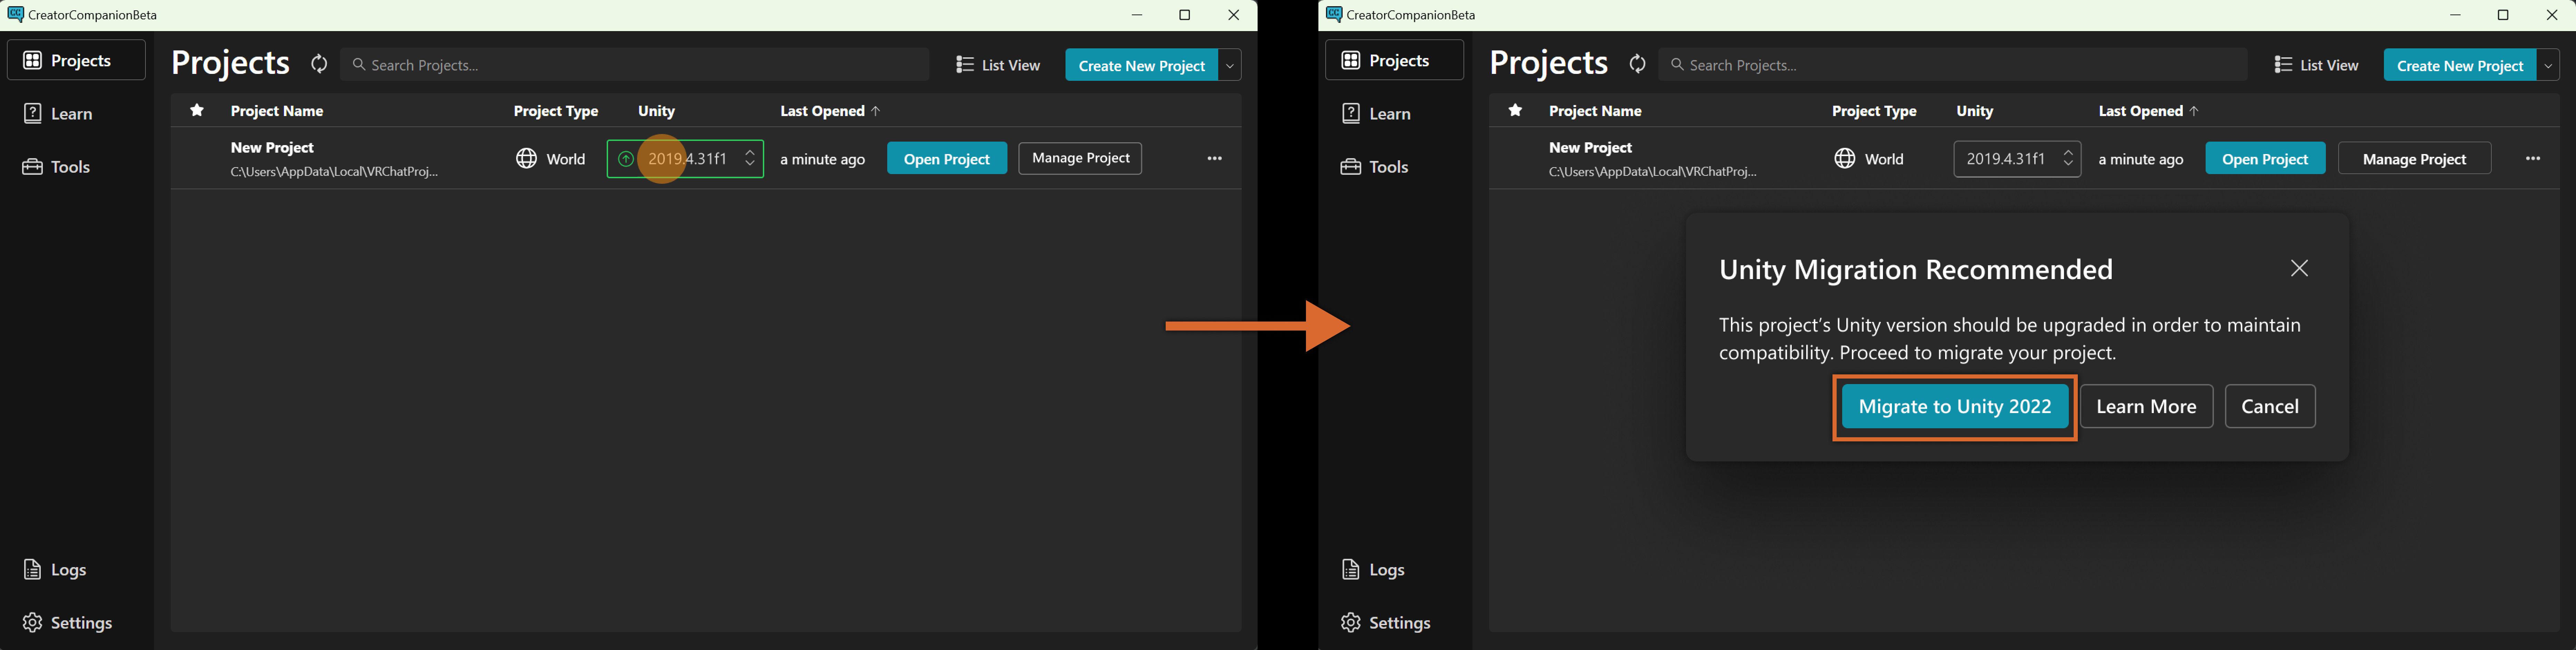 CreatorCompanionBeta
Projects
Learn
Tools
Logs
Settings
Projects
Search Projects...
List View
Create New Project
Project Name Project Type Unity Last Opened
New Project
C:\Users\AppData\Local\VRChatProj...
World 2019.4.31f1 a minute ago Open Project Manage Project
CreatorCompanionBeta
Projects
Learn
Tools
Logs
Settings
Projects
Search Projects...
List View
Create New Project
Project Name Project Type Unity Last Opened
New Project
C:\Users\AppData\Local\VRChatProj...
World 2019.4.31f1 a minute ago Open Project Manage Project
Unity Migration Recommended
This project's Unity version should be upgraded in order to maintain
compatibility. Proceed to migrate your project.
Migrate to Unity 2022 Learn More Cancel